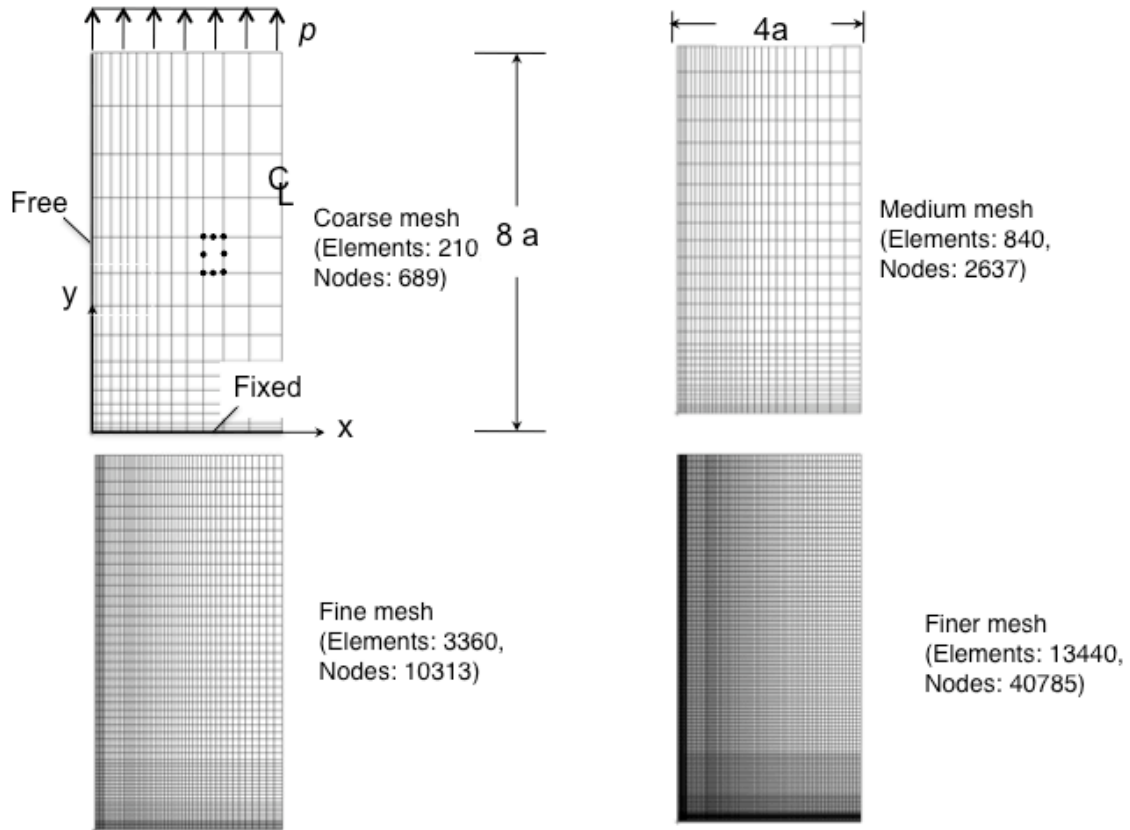 p
4a
Free
C
L
Coarse mesh
(Elements: 210
Nodes: 689)
8 a
Medium mesh
(Elements: 840,
Nodes: 2637)
y
Fixed
x
Fine mesh
(Elements: 3360,
Nodes: 10313)
Finer mesh
(Elements: 13440,
Nodes: 40785)